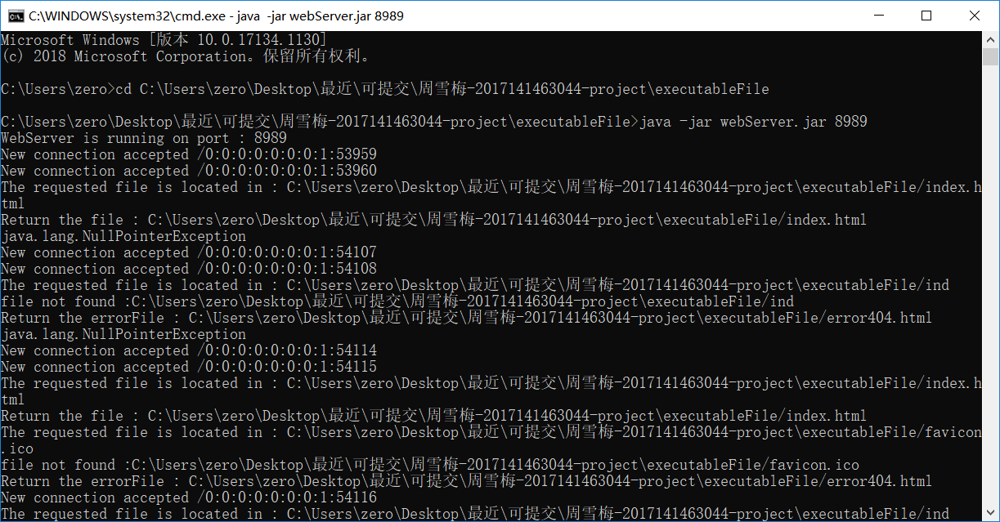 C:\WINDOWS\system32\cmd.exe - java  -jar webServer.jar 8989
Microsoft Windows [版本 10.0.17134.1130]
(c) 2018 Microsoft Corporation。保留所有权利。
C:\Users\zero>cd C:\Users\zero\Desktop\最近\可提交\周雪梅-2017141463044-project\executableFile
C:\Users\zero\Desktop\最近\可提交\周雪梅-2017141463044-project\executableFile>java -jar webServer.jar 8989
WebServer is running on port : 8989
New connection accepted /0:0:0:0:0:0:0:1:53959
New connection accepted /0:0:0:0:0:0:0:1:53960
The requested file is located in : C:\Users\zero\Desktop\最近\可提交\周雪梅-2017141463044-project\executableFile/index.h
tml
Return the file : C:\Users\zero\Desktop\最近\可提交\周雪梅-2017141463044-project\executableFile/index.html
java.lang.NullPointerException
New connection accepted /0:0:0:0:0:0:0:1:54107
New connection accepted /0:0:0:0:0:0:0:1:54108
The requested file is located in : C:\Users\zero\Desktop\最近\可提交\周雪梅-2017141463044-project\executableFile/ind
file not found :C:\Users\zero\Desktop\最近\可提交\周雪梅-2017141463044-project\executableFile/ind
Return the errorFile : C:\Users\zero\Desktop\最近\可提交\周雪梅-2017141463044-project\executableFile/error404.html
java.lang.NullPointerException
New connection accepted /0:0:0:0:0:0:0:1:54114
New connection accepted /0:0:0:0:0:0:0:1:54115
The requested file is located in : C:\Users\zero\Desktop\最近\可提交\周雪梅-2017141463044-project\executableFile/index.h
tml
Return the file : C:\Users\zero\Desktop\最近\可提交\周雪梅-2017141463044-project\executableFile/index.html
The requested file is located in : C:\Users\zero\Desktop\最近\可提交\周雪梅-2017141463044-project\executableFile/favicon
.ico
file not found :C:\Users\zero\Desktop\最近\可提交\周雪梅-2017141463044-project\executableFile/favicon.ico
Return the errorFile : C:\Users\zero\Desktop\最近\可提交\周雪梅-2017141463044-project\executableFile/error404.html
New connection accepted /0:0:0:0:0:0:0:1:54116
The requested file is located in : C:\Users\zero\Desktop\最近\可提交\周雪梅-2017141463044-project\executableFile/ind